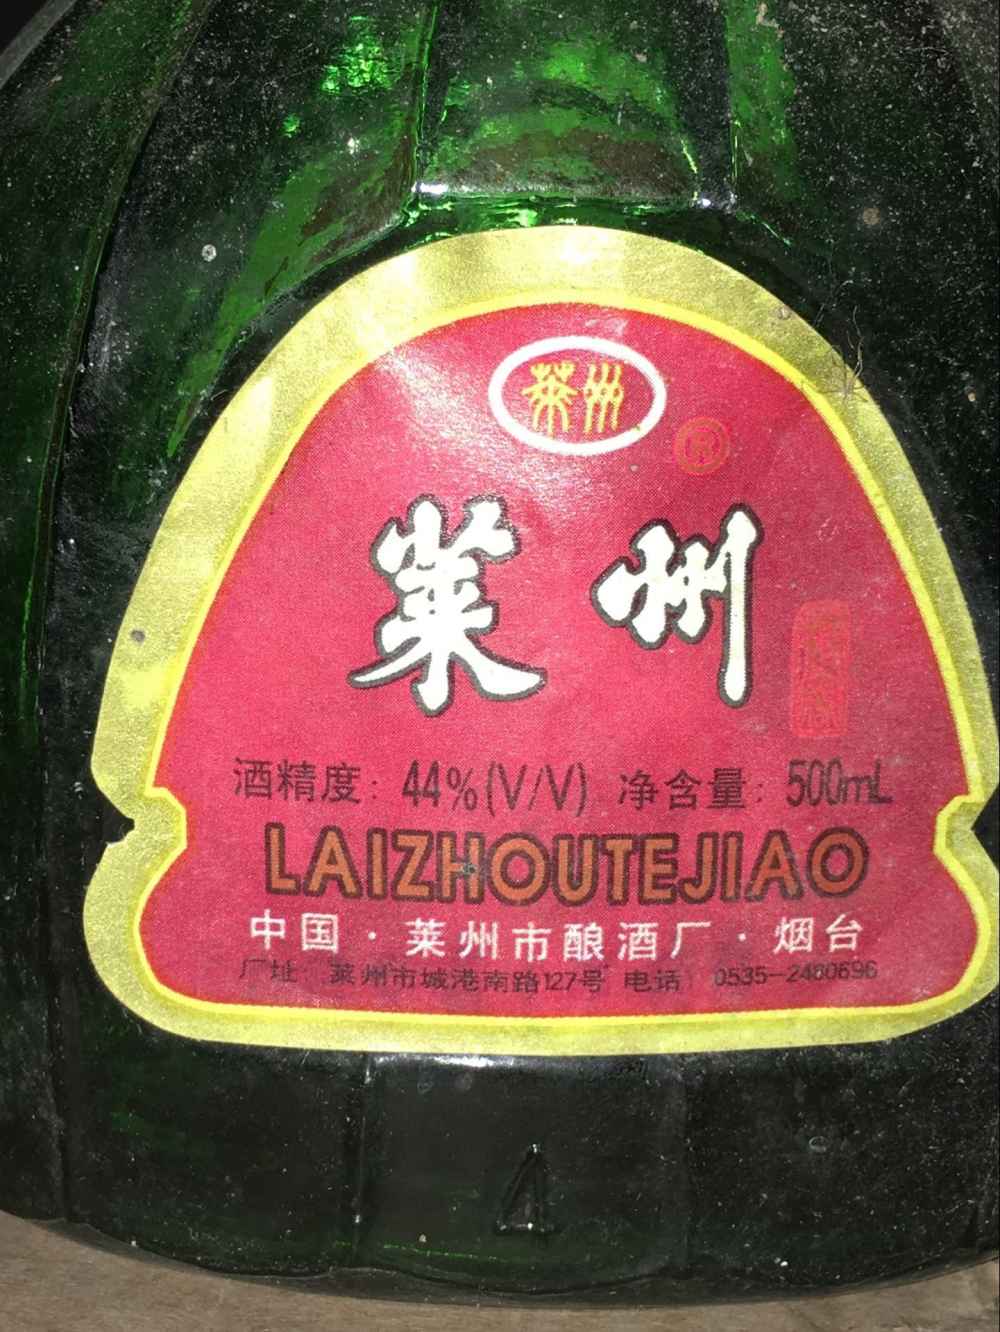 莱州
®
莱州
酒精度: 44%(V/V) 净含量: 500mL
LAIZHOUTEJIAO
中国·莱州市酿酒厂·烟台
厂址: 莱州市城港南路127号 电话: 0535-2480696
4